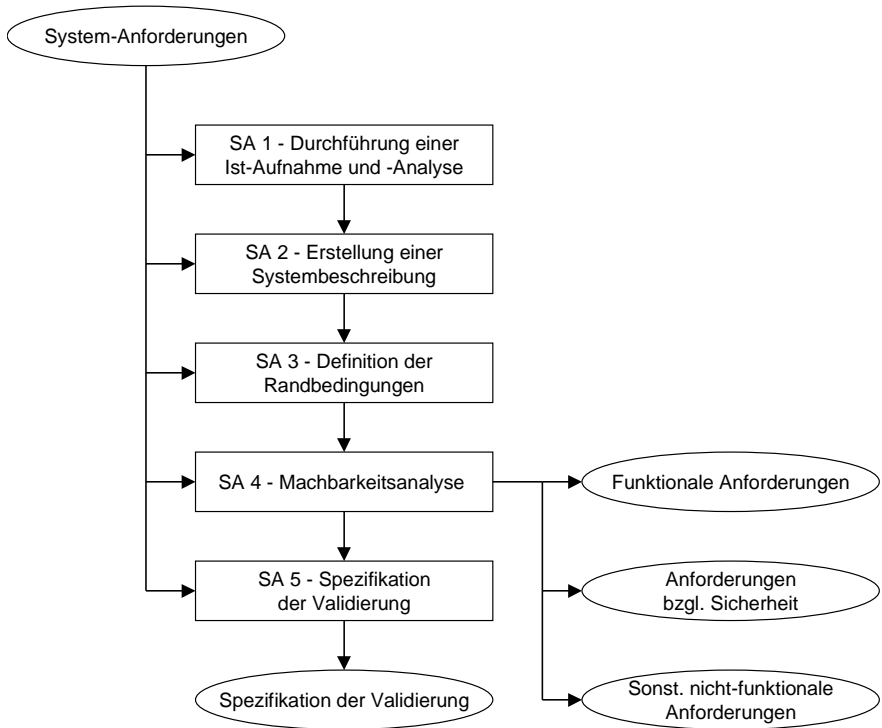 System-Anforderungen
SA 1 - Durchführung einer
Ist-Aufnahme und -Analyse
SA 2 - Erstellung einer
Systembeschreibung
SA 3 - Definition der
Randbedingungen
SA 4 - Machbarkeitsanalyse
Funktionale Anforderungen
SA 5 - Spezifikation
der Validierung
Anforderungen
bzgl. Sicherheit
Spezifikation der Validierung
Sonst. nicht-funktionale
Anforderungen